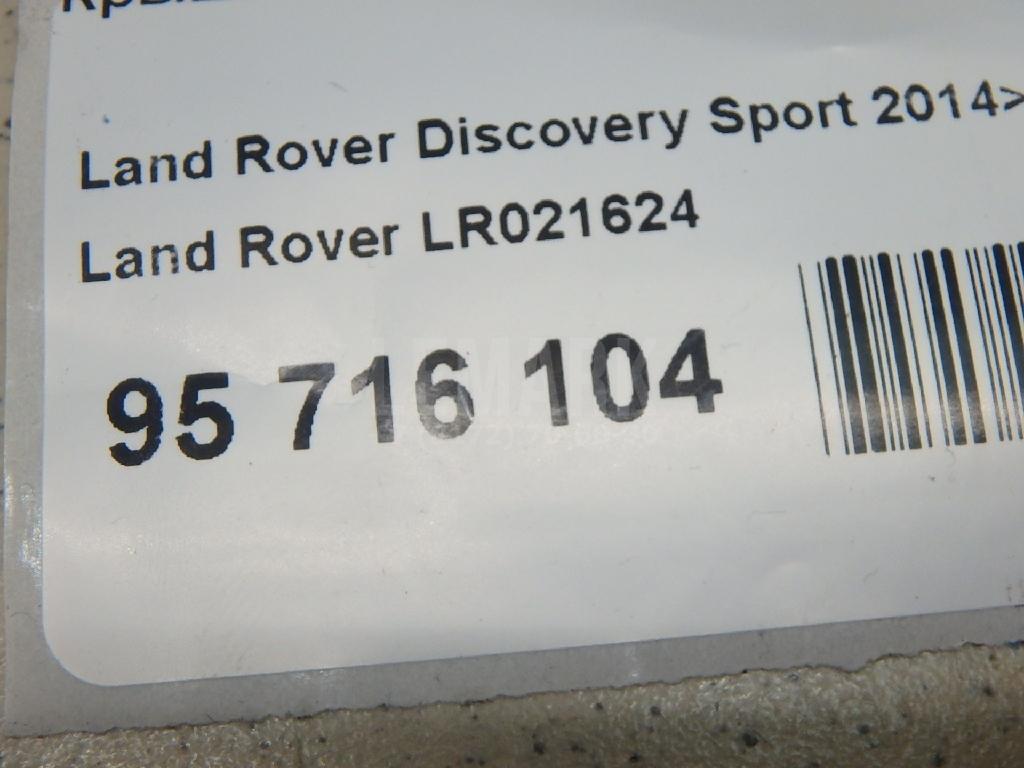 Land Rover Discovery Sport 2014>
Land Rover LR021624
95 716 104